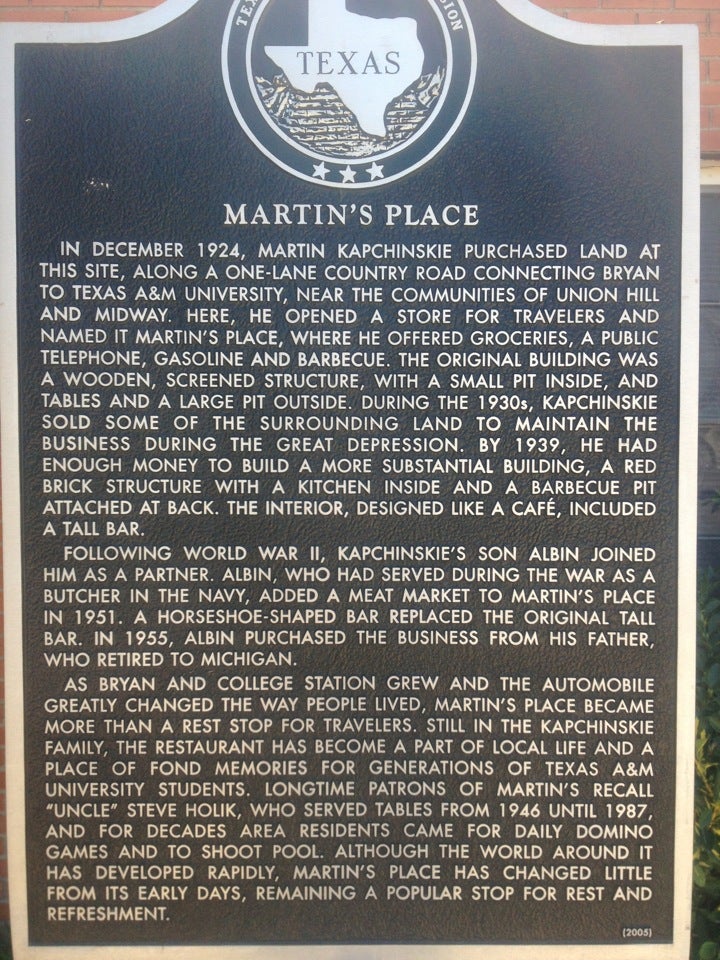 TEXAS
MARTIN'S PLACE
IN DECEMBER 1924, MARTIN KAPCHINSKIE PURCHASED LAND AT
THIS SITE, ALONG A ONE-LANE COUNTRY ROAD CONNECTING BRYAN
TO TEXAS A&M UNIVERSITY, NEAR THE COMMUNITIES OF UNION HILL
AND MIDWAY. HERE, HE OPENED A STORE FOR TRAVELERS AND
NAMED IT MARTIN'S PLACE, WHERE HE OFFERED GROCERIES, A PUBLIC
TELEPHONE, GASOLINE AND BARBECUE. THE ORIGINAL BUILDING WAS
A WOODEN, SCREENED STRUCTURE, WITH A SMALL PIT INSIDE, AND
TABLES AND A LARGE PIT OUTSIDE. DURING THE 1930s, KAPCHINSKIE
SOLD SOME OF THE SURROUNDING LAND TO MAINTAIN THE
BUSINESS DURING THE GREAT DEPRESSION. BY 1939, HE HAD
ENOUGH MONEY TO BUILD A MORE SUBSTANTIAL BUILDING, A RED
BRICK STRUCTURE WITH A KITCHEN INSIDE AND A BARBECUE PIT
ATTACHED AT BACK. THE INTERIOR, DESIGNED LIKE A CAFÉ, INCLUDED
A TALL BAR.
FOLLOWING WORLD WAR II, KAPCHINSKIE'S SON ALBIN JOINED
HIM AS A PARTNER. ALBIN, WHO HAD SERVED DURING THE WAR AS A
BUTCHER IN THE NAVY, ADDED A MEAT MARKET TO MARTIN'S PLACE
IN 1951. A HORSESHOE-SHAPED BAR REPLACED THE ORIGINAL TALL
BAR. IN 1955, ALBIN PURCHASED THE BUSINESS FROM HIS FATHER,
WHO RETIRED TO MICHIGAN.
AS BRYAN AND COLLEGE STATION GREW AND THE AUTOMOBILE
GREATLY CHANGED THE WAY PEOPLE LIVED, MARTIN'S PLACE BECAME
MORE THAN A REST STOP FOR TRAVELERS. STILL IN THE KAPCHINSKIE
FAMILY, THE RESTAURANT HAS BECOME A PART OF LOCAL LIFE AND A
PLACE OF FOND MEMORIES FOR GENERATIONS OF TEXAS A&M
UNIVERSITY STUDENTS. LONGTIME PATRONS OF MARTIN'S RECALL
"UNCLE" STEVE HOLIK, WHO SERVED TABLES FROM 1946 UNTIL 1987,
AND FOR DECADES AREA RESIDENTS CAME FOR DAILY DOMINO
GAMES AND TO SHOOT POOL. ALTHOUGH THE WORLD AROUND IT
HAS DEVELOPED RAPIDLY, MARTIN'S PLACE HAS CHANGED LITTLE
FROM ITS EARLY DAYS, REMAINING A POPULAR STOP FOR REST AND
REFRESHMENT.
(2005)